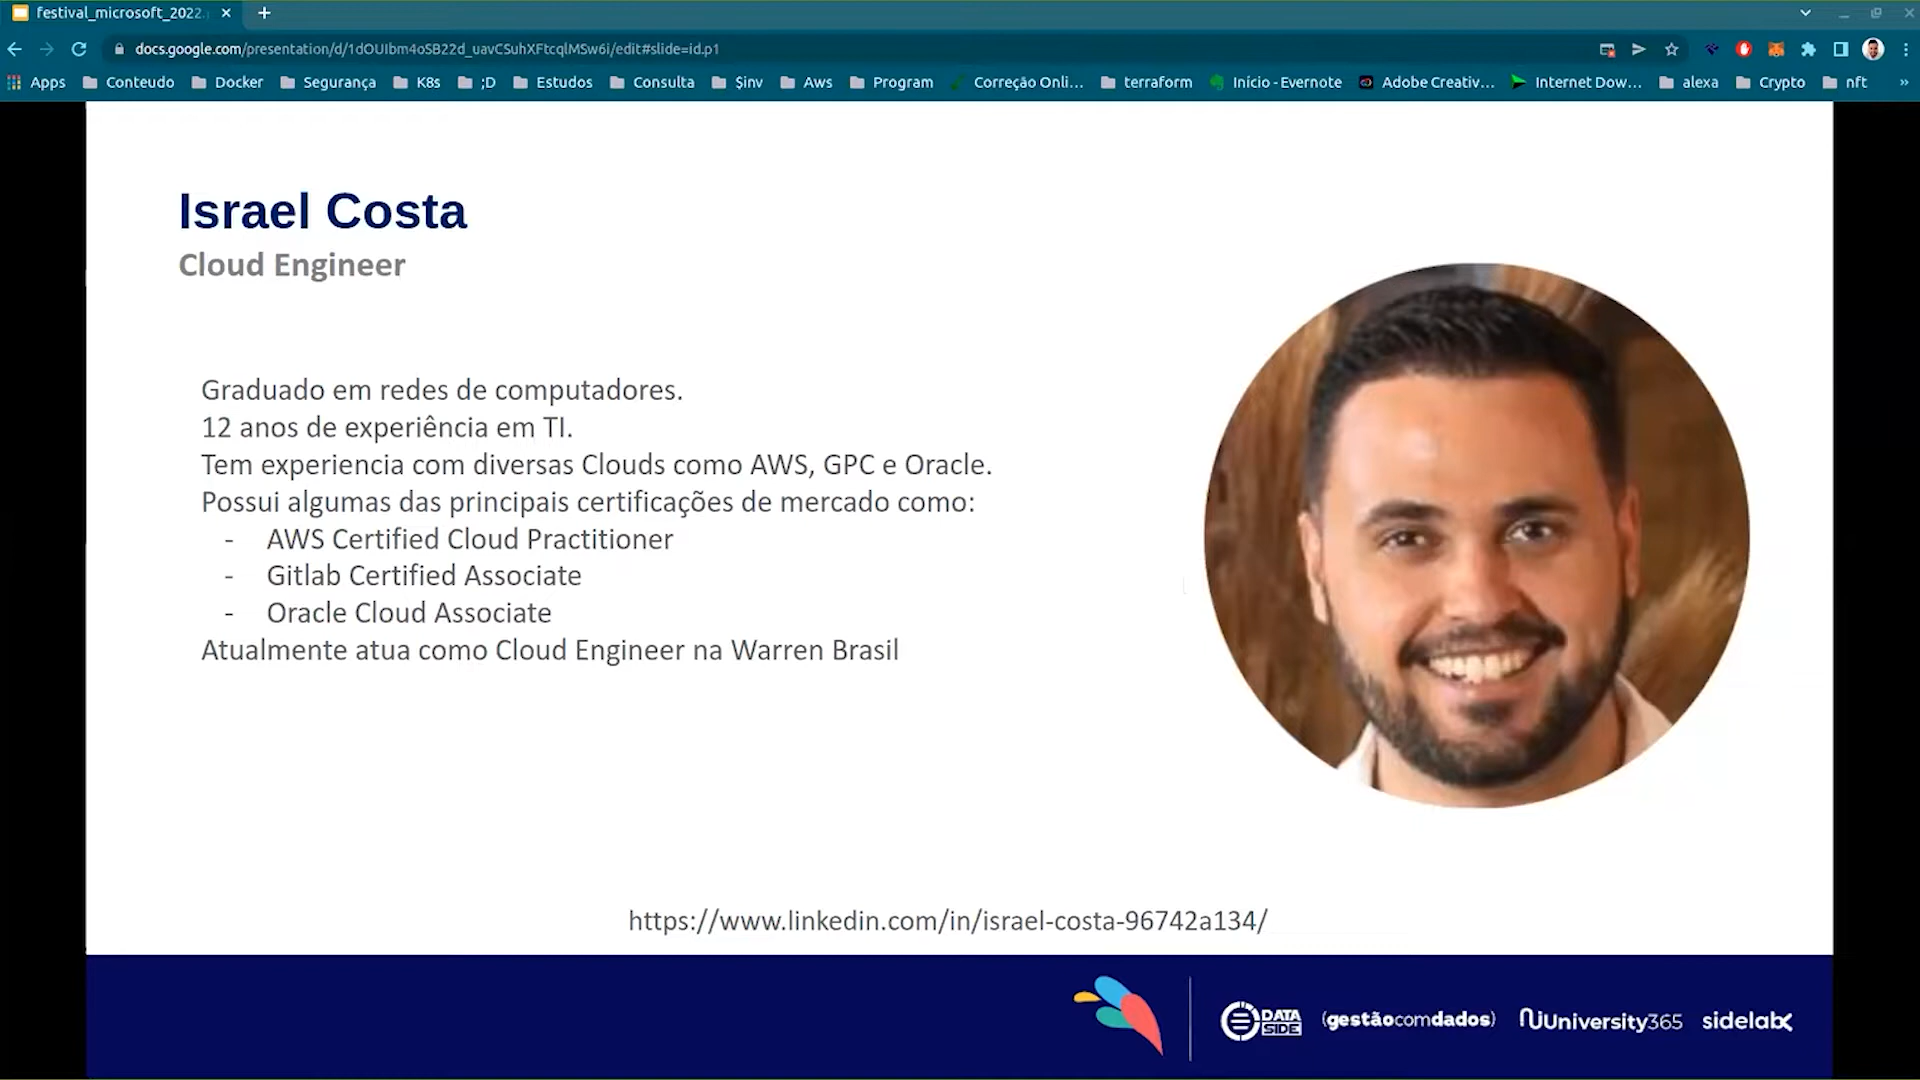 festival_microsoft_2022.
docs.google.com/presentation/d/1dOUIbm4oSB22d_uavCSuhXFtcqlMSw6i/edit#slide=id.p1
Apps Conteudo Docker Segurança K8s ;D Estudos Consulta $inv Aws Program Correção Onli... terraform Início - Evernote Adobe Creativ... Internet Dow... alexa Crypto nft »
Israel Costa
Cloud Engineer
Graduado em redes de computadores.
12 anos de experiência em TI.
Tem experiencia com diversas Clouds como AWS, GPC e Oracle.
Possui algumas das principais certificações de mercado como:
- AWS Certified Cloud Practitioner
- Gitlab Certified Associate
- Oracle Cloud Associate
Atualmente atua como Cloud Engineer na Warren Brasil
https://www.linkedin.com/in/israel-costa-96742a134/
DATA SIDE (gestãocomdados) University365 sidelabx